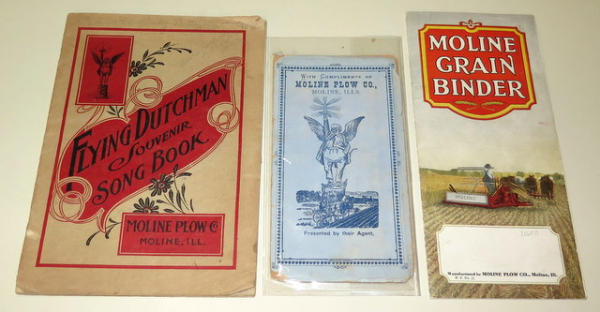 FLYING DUTCHMAN
SOUVENIR
SONG BOOK.
MOLINE PLOW CO
MOLINE, ILL.
WITH COMPLIMENTS OF
MOLINE PLOW CO.,
MOLINE, ILLS.
Presented by their Agent,
MOLINE
GRAIN
BINDER
Manufactured by MOLINE PLOW CO., Moline, Ill.